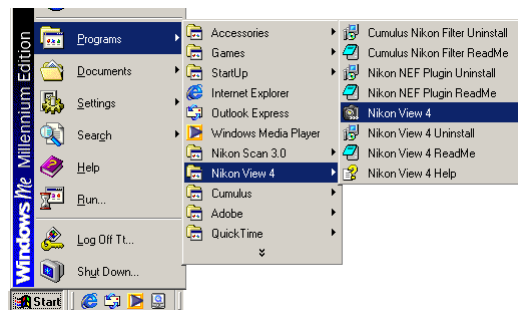 Windows Me Millennium Edition
Programs
Documents
Settings
Search
Help
Run...
Log Off Tt...
Shut Down...
Start
Accessories
Games
StartUp
Internet Explorer
Outlook Express
Windows Media Player
Nikon Scan 3.0
Nikon View 4
Cumulus
Adobe
QuickTime
Cumulus Nikon Filter Uninstall
Cumulus Nikon Filter ReadMe
Nikon NEF Plugin Uninstall
Nikon NEF Plugin ReadMe
Nikon View 4
Nikon View 4 Uninstall
Nikon View 4 ReadMe
Nikon View 4 Help